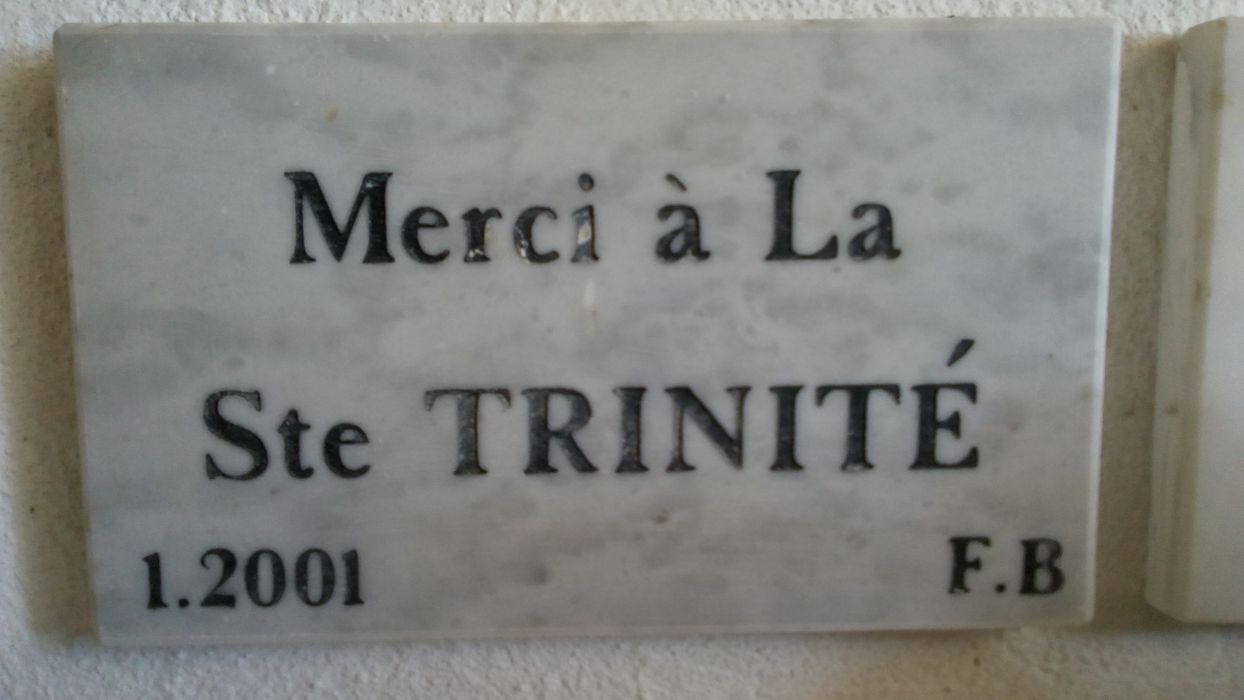 Merci à La
Ste TRINITÉ
1.2001 F.B